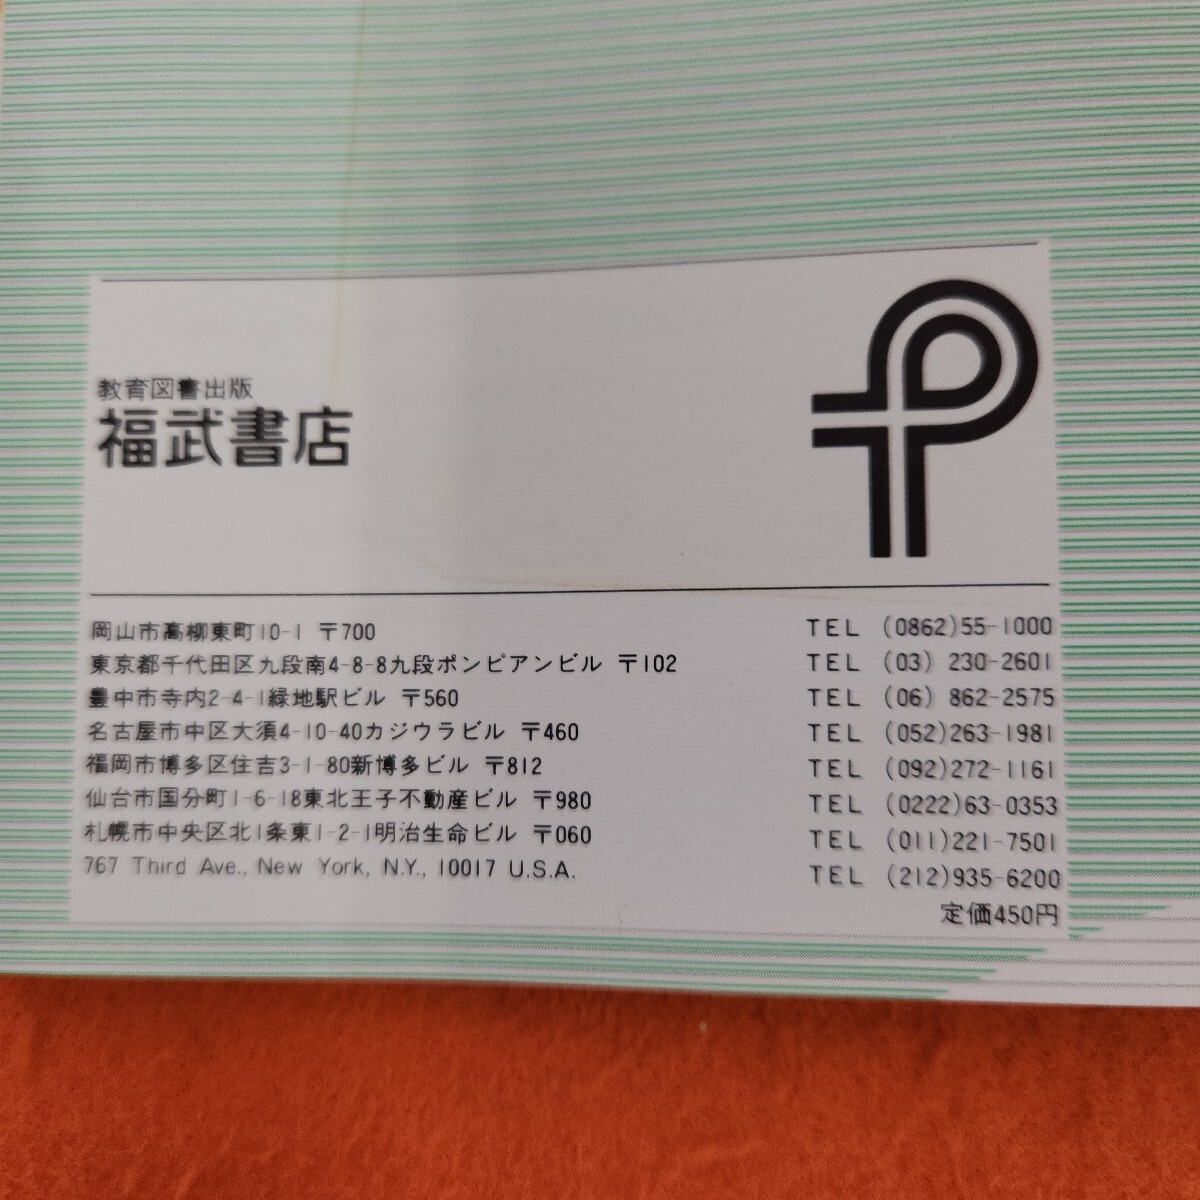 教育図書出版
福武書店
岡山市高柳東町10-1 〒700 TEL (0862)55-1000
東京都千代田区九段南4-8-8九段ポンピアンビル 〒102 TEL (03) 230-2601
豊中市寺内2-4-1緑地駅ビル 〒560 TEL (06) 862-2575
名古屋市中区大須4-10-40カジウラビル 〒460 TEL (052)263-1981
福岡市博多区住吉3-1-80新博多ビル 〒812 TEL (092)272-1161
仙台市国分町1-6-18東北王子不動産ビル 〒980 TEL (0222)63-0353
札幌市中央区北1条東1-2-1明治生命ビル 〒060 TEL (011)221-7501
767 Third Ave., New York, N.Y., 10017 U.S.A. TEL (212)935-6200
定価450円